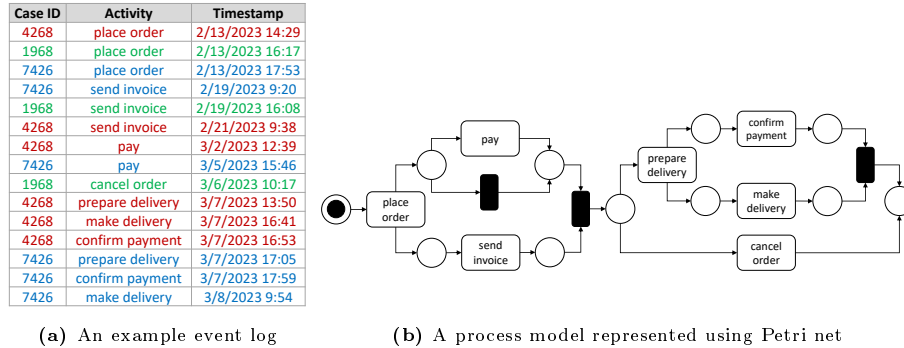 Case ID Activity Timestamp
4268 place order 2/13/2023 14:29
1968 place order 2/13/2023 16:17
7426 place order 2/13/2023 17:53
7426 send invoice 2/19/2023 9:20
1968 send invoice 2/19/2023 16:08
4268 send invoice 2/21/2023 9:38
4268 pay 3/2/2023 12:39
7426 pay 3/5/2023 15:46
1968 cancel order 3/6/2023 10:17
4268 prepare delivery 3/7/2023 13:50
4268 make delivery 3/7/2023 16:41
4268 confirm payment 3/7/2023 16:53
7426 prepare delivery 3/7/2023 17:05
7426 confirm payment 3/7/2023 17:59
7426 make delivery 3/8/2023 9:54
(a) An example event log
place
order
pay
send
invoice
prepare
delivery
confirm
payment
make
delivery
cancel
order
(b) A process model represented using Petri net